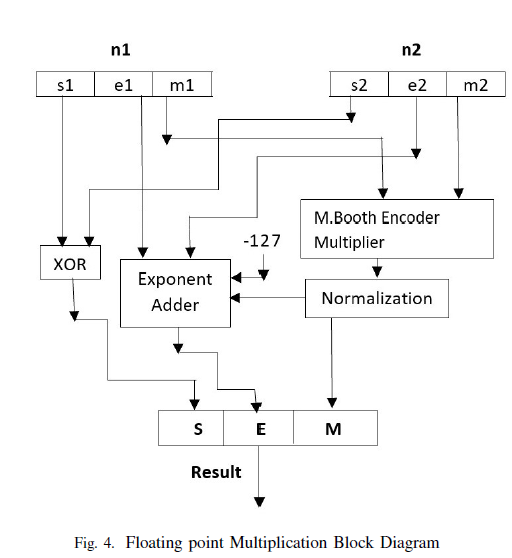 n1 n2
s1 e1 m1 s2 e2 m2
M.Booth Encoder
Multiplier
-127
XOR
Exponent
Adder
Normalization
S E M
Result
Fig. 4. Floating point Multiplication Block Diagram